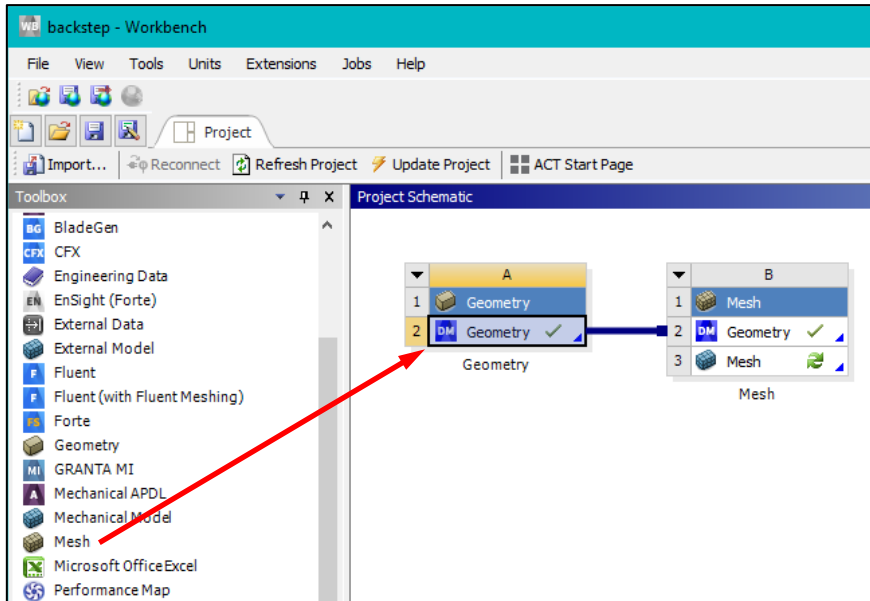 WB backstep - Workbench
File View Tools Units Extensions Jobs Help
Project
Import... Reconnect Refresh Project Update Project ACT Start Page
Toolbox
Project Schematic
BG BladeGen
CFX CFX
Engineering Data
EN EnSight (Forte)
External Data
External Model
F Fluent
F Fluent (with Fluent Meshing)
FS Forte
Geometry
MI GRANTA MI
A Mechanical APDL
Mechanical Model
Mesh
Microsoft Office Excel
Performance Map
A
1 Geometry
2 DM Geometry
Geometry
B
1 Mesh
2 DM Geometry
3 Mesh
Mesh